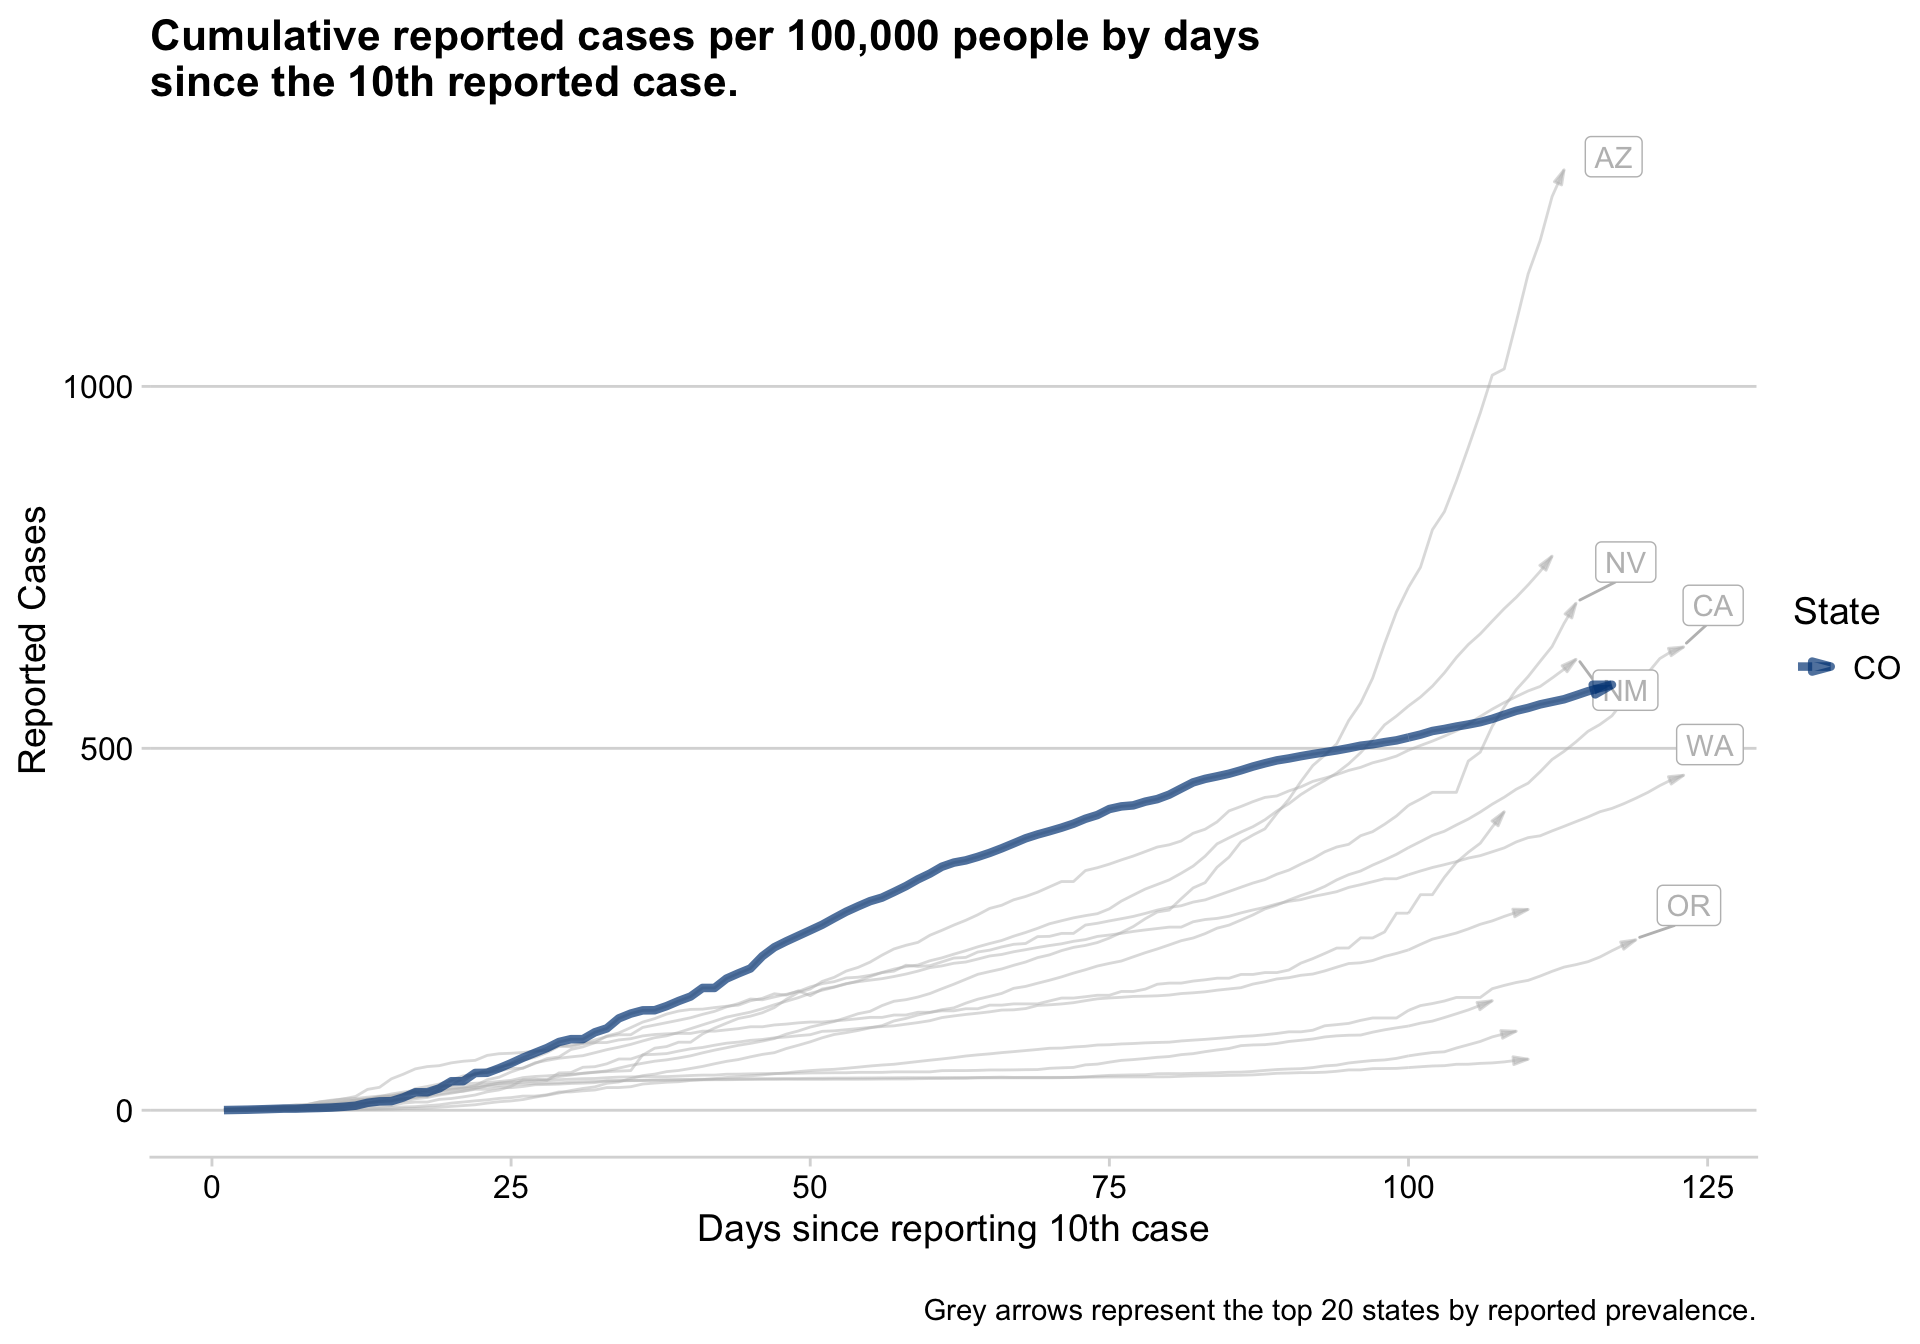 Cumulative reported cases per 100,000 people by days
since the 10th reported case.
AZ
1000
NV
CA
State
CO
NM
500
WA
OR
0
Reported Cases
0 25 50 75 100 125
Days since reporting 10th case
Grey arrows represent the top 20 states by reported prevalence.